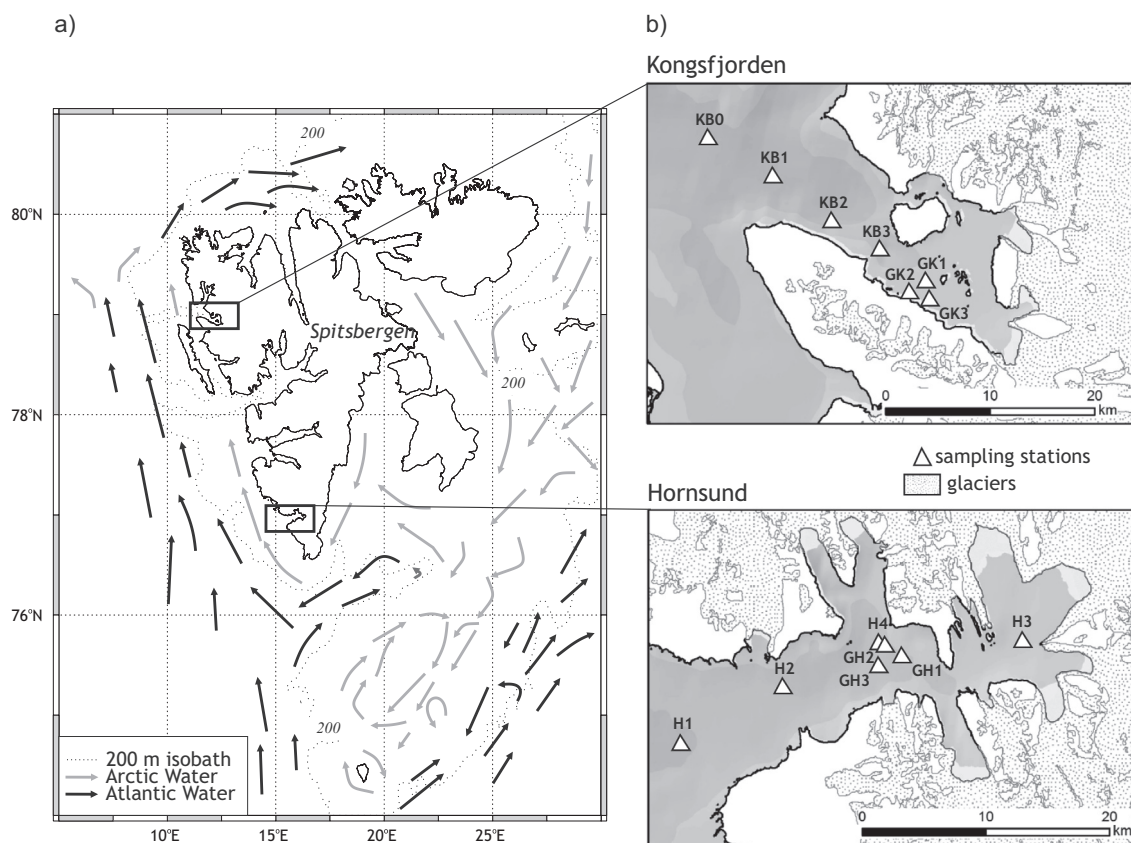 a)
200
80°N
Spitsbergen
200
78°N
76°N
200
200 m isobath
Arctic Water
Atlantic Water
10°E
15°E
20°E
25°E
b)
Kongsfjorden
KB0
KB1
KB2
KB3
GK2
GK1
GK3
0
10
20
km
sampling stations
glaciers
Hornsund
H4
H3
GH2
GH1
H2
GH3
H1
0
10
20
km